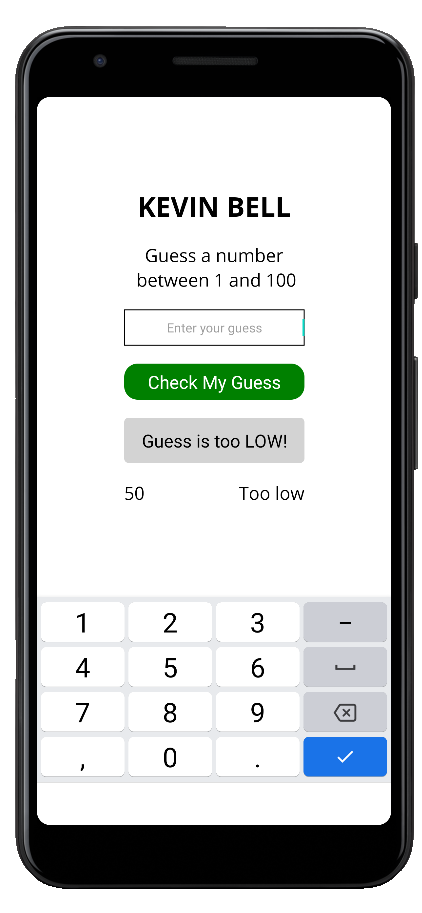 KEVIN BELL
Guess a number
between 1 and 100
Enter your guess
Check My Guess
Guess is too LOW!
50 Too low
1 2 3 -
4 5 6
7 8 9
, 0 .